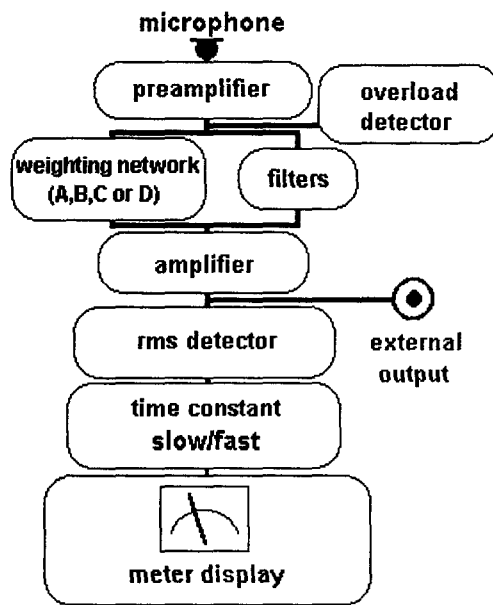 microphone
preamplifier
overload
detector
weighting network
(A,B,C or D)
filters
amplifier
rms detector
external
output
time constant
slow/fast
meter display